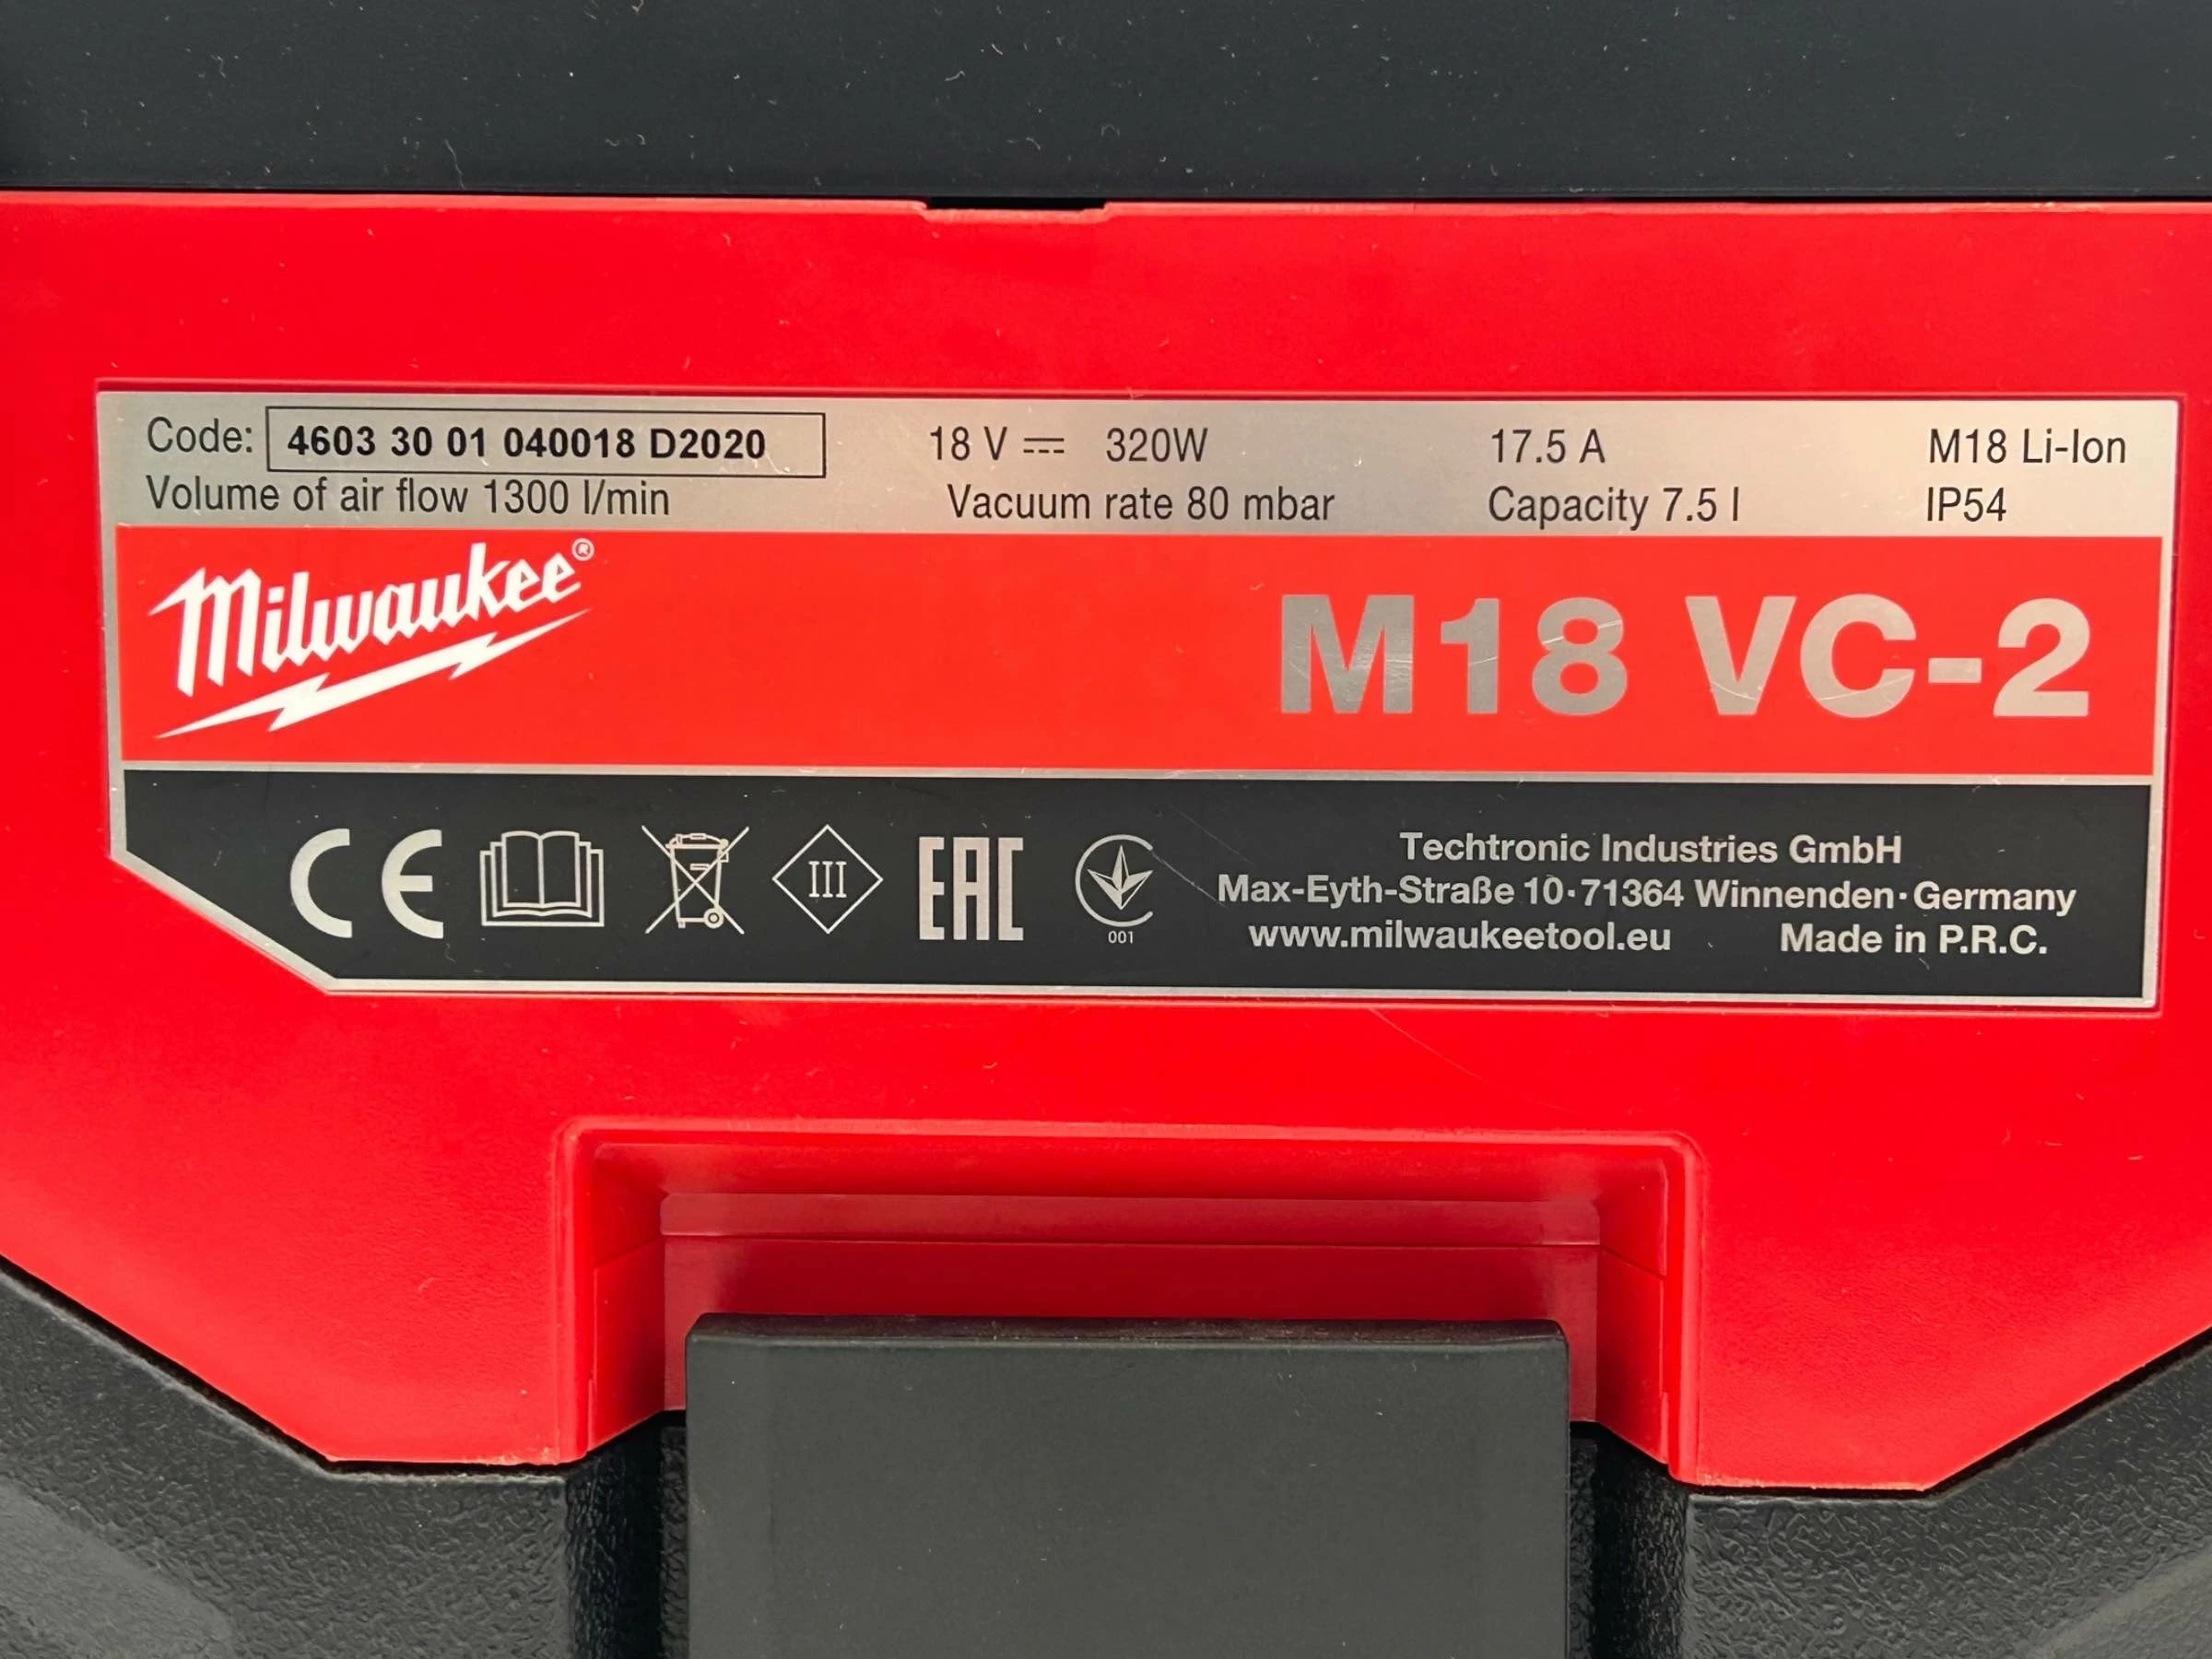 Code: 4603 30 01 040018 D2020 18 V 320W 17.5 A M18 Li-Ion
Volume of air flow 1300 l/min Vacuum rate 80 mbar Capacity 7.5 l IP54
Milwaukee®
M18 VC-2
CE III EAC 001
Techtronic Industries GmbH
Max-Eyth-Straße 10·71364 Winnenden·Germany
www.milwaukeetool.eu Made in P.R.C.